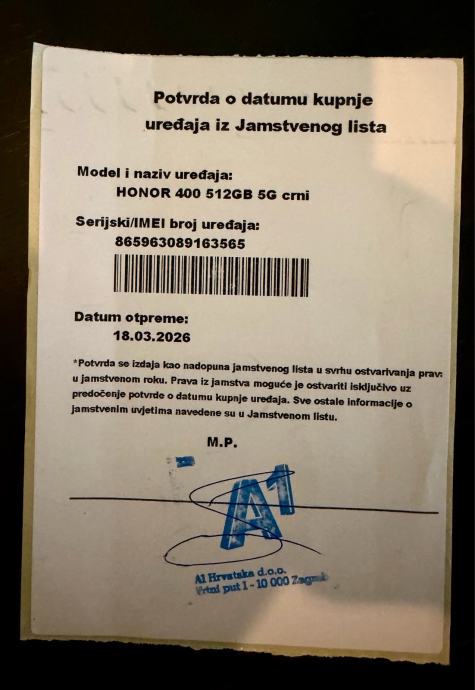 Potvrda o datumu kupnje
uređaja iz Jamstvenog lista
Model i naziv uređaja:
HONOR 400 512GB 5G crni
Serijski/IMEI broj uređaja:
865963089163565
Datum otpreme:
18.03.2026
*Potvrda se izdaja kao nadopuna jamstvenog lista u svrhu ostvarivanja prava
u jamstvenom roku. Prava iz jamstva moguće je ostvariti isključivo uz
predočenje potvrde o datumu kupnje uređaja. Sve ostale informacije o
jamstvenim uvjetima navedene su u Jamstvenom listu.
M.P.
A1
A1 Hrvatska d.o.o.
Vrtni put 1 - 10 000 Zagreb